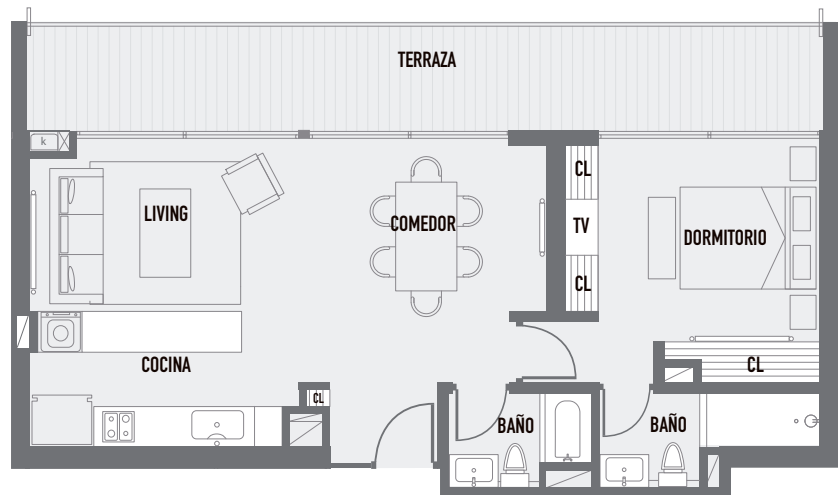 TERRAZA
k
CL
LIVING
COMEDOR
TV
DORMITORIO
CL
COCINA
CL
CL
BAÑO
BAÑO